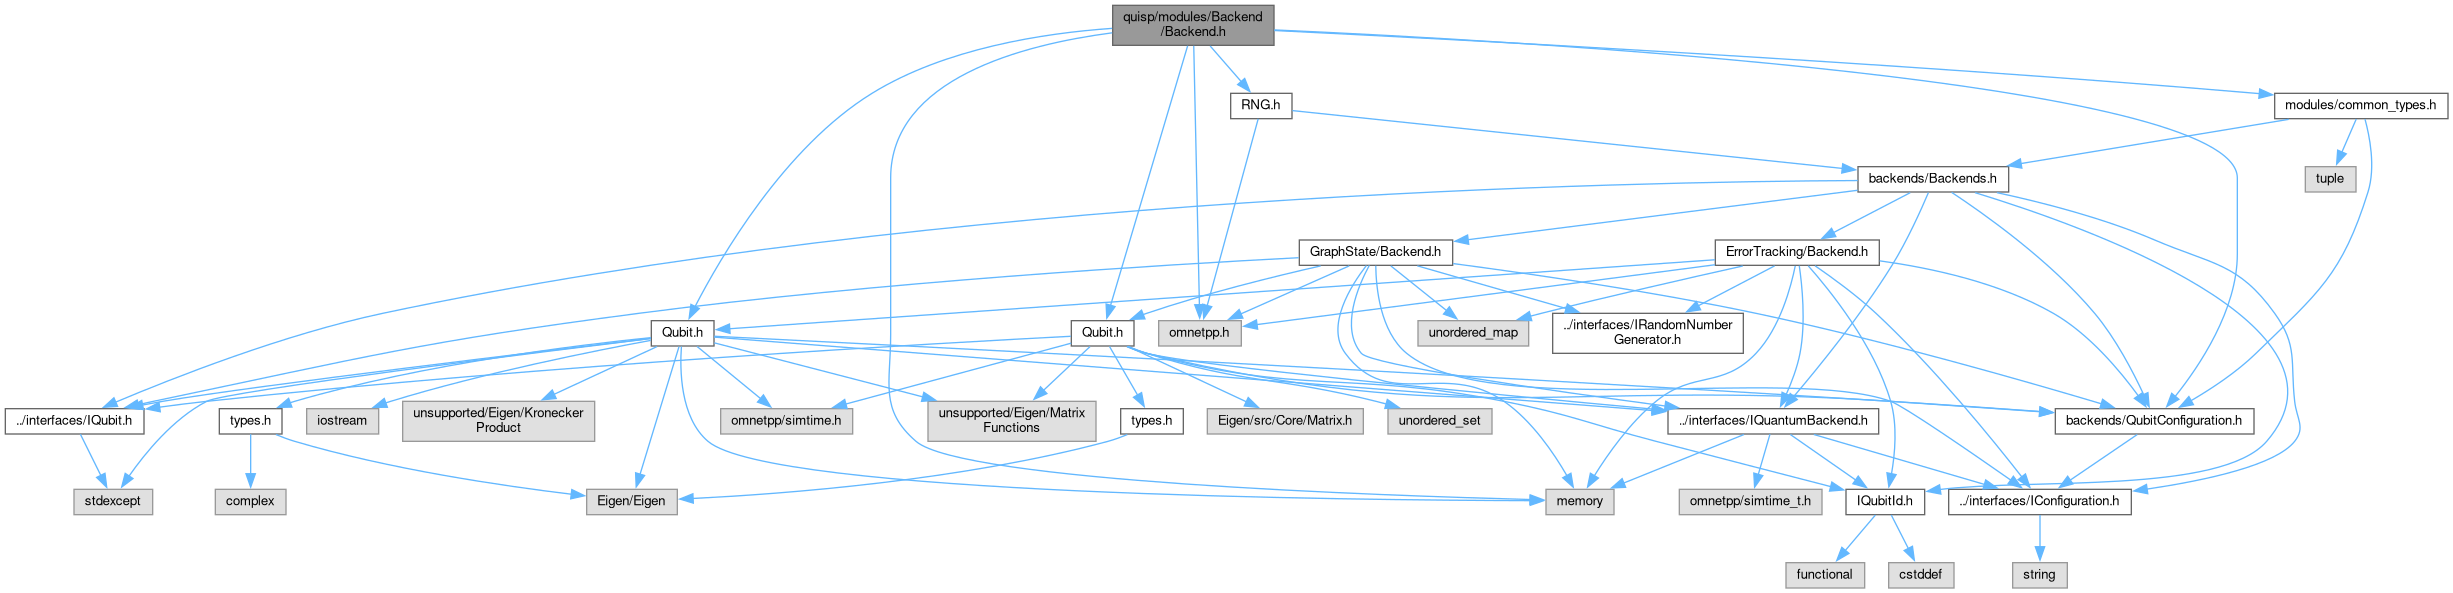 quisp/modules/Backend
/Backend.h
RNG.h
modules/common_types.h
backends/Backends.h
tuple
GraphState/Backend.h
ErrorTracking/Backend.h
Qubit.h
Qubit.h
omnetpp.h
unordered_map
../interfaces/IRandomNumber
Generator.h
../interfaces/IQubit.h
types.h
iostream
unsupported/Eigen/Kronecker
Product
omnetpp/simtime.h
unsupported/Eigen/Matrix
Functions
types.h
Eigen/src/Core/Matrix.h
unordered_set
../interfaces/IQuantumBackend.h
backends/QubitConfiguration.h
stdexcept
complex
Eigen/Eigen
memory
omnetpp/simtime_t.h
IQubitId.h
../interfaces/IConfiguration.h
functional
cstddef
string